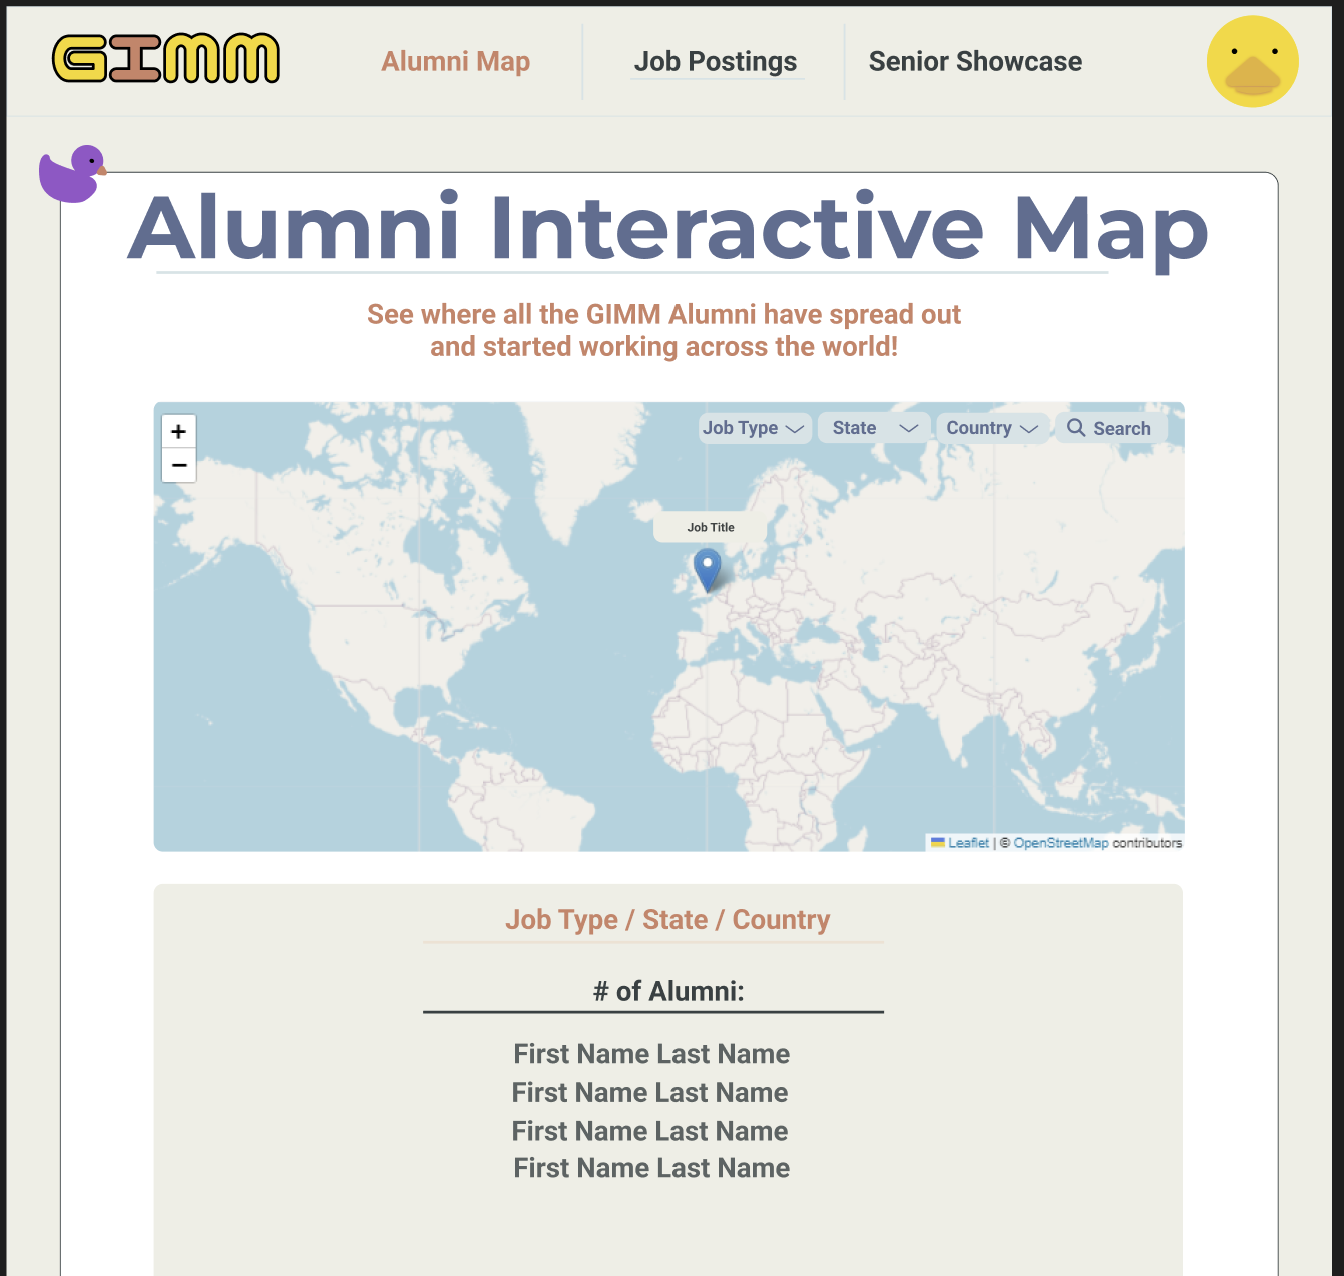 GIMM
Alumni Map
Job Postings
Senior Showcase
Alumni Interactive Map
See where all the GIMM Alumni have spread out
and started working across the world!
+
−
Job Type
State
Country
Search
Job Title
Leaflet | © OpenStreetMap contributors
Job Type / State / Country
# of Alumni:
First Name Last Name
First Name Last Name
First Name Last Name
First Name Last Name